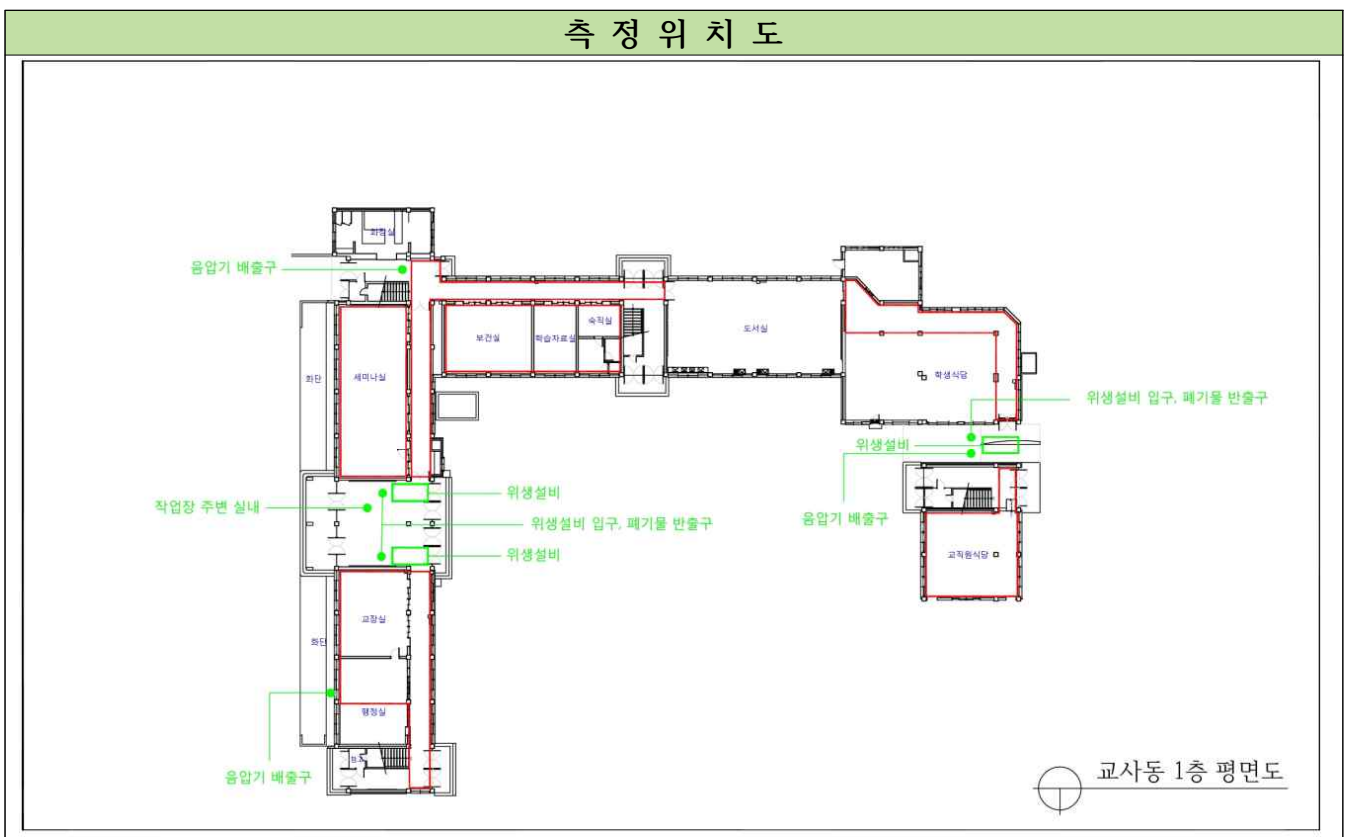 측 정 위 치 도
화장실
음압기 배출구
보건실
학습자료실
숙직실
도서실
화단
세미나실
학생식당
위생설비 입구, 폐기물 반출구
위생설비
음압기 배출구
작업장 주변 실내
위생설비
위생설비 입구, 폐기물 반출구
위생설비
교직원식당
교장실
화단
행정실
음압기 배출구
교사동 1층 평면도